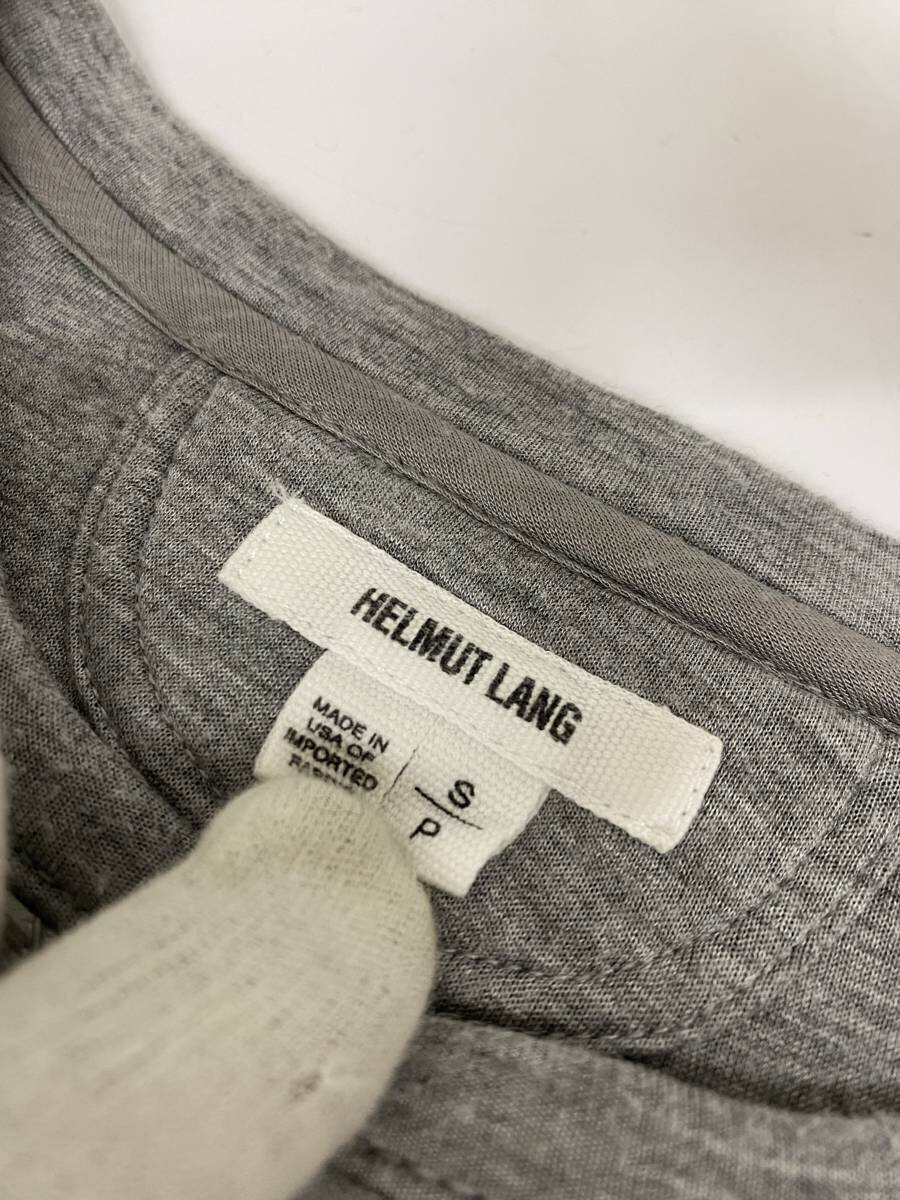 HELMUT LANG
MADE IN
USA OF
IMPORTED
S
P